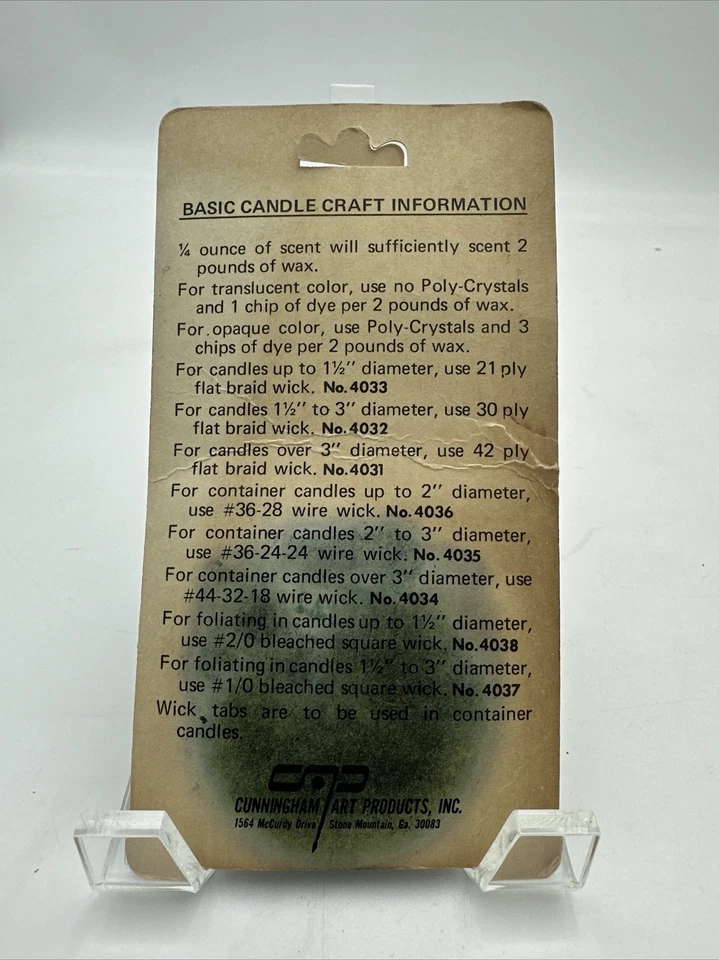 BASIC CANDLE CRAFT INFORMATION
¼ ounce of scent will sufficiently scent 2
pounds of wax.
For translucent color, use no Poly-Crystals
and 1 chip of dye per 2 pounds of wax.
For opaque color, use Poly-Crystals and 3
chips of dye per 2 pounds of wax.
For candles up to 1½" diameter, use 21 ply
flat braid wick. No. 4033
For candles 1½" to 3" diameter, use 30 ply
flat braid wick. No. 4032
For candles over 3" diameter, use 42 ply
flat braid wick. No. 4031
For container candles up to 2" diameter,
use #36-28 wire wick. No. 4036
For container candles 2" to 3" diameter,
use #36-24-24 wire wick. No. 4035
For container candles over 3" diameter, use
#44-32-18 wire wick. No. 4034
For foliating in candles up to 1½" diameter,
use #2/0 bleached square wick. No. 4038
For foliating in candles 1½" to 3" diameter,
use #1/0 bleached square wick. No. 4037
Wick tabs are to be used in container
candles.
CAP
CUNNINGHAM ART PRODUCTS, INC.
1564 McCurdy Drive Stone Mountain, Ga. 30083